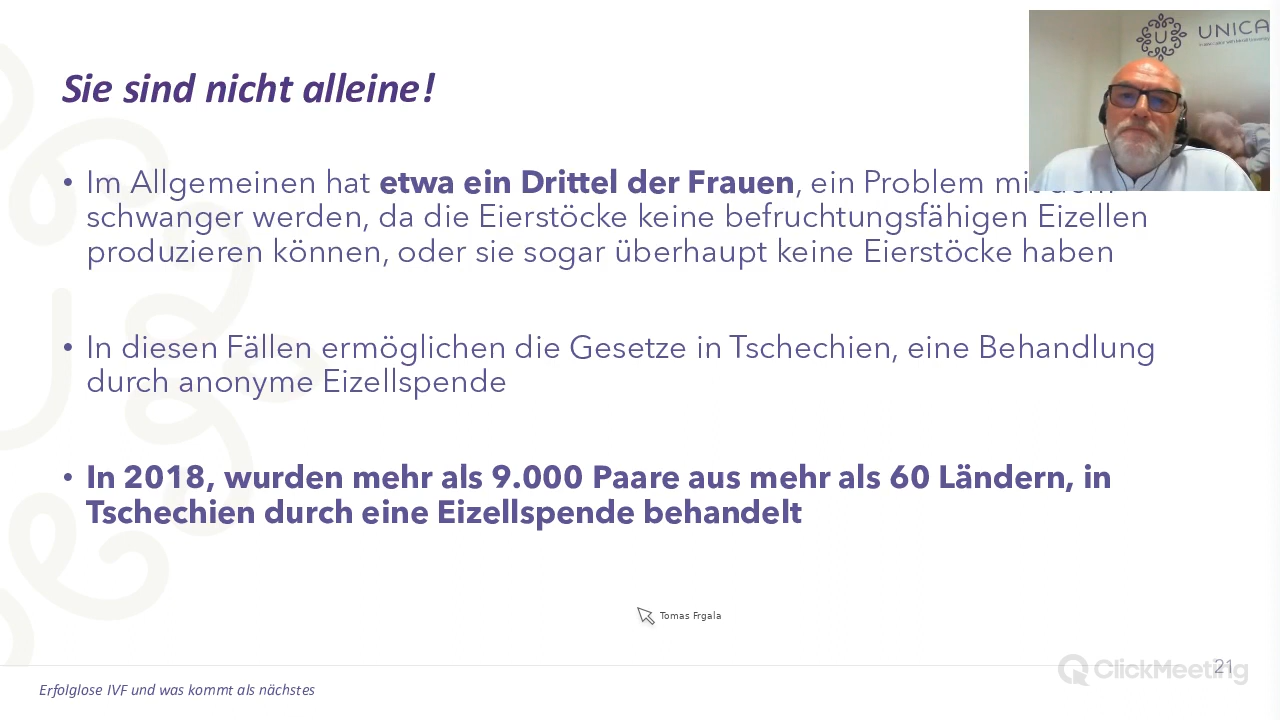 UNICA
Sie sind nicht alleine!
• Im Allgemeinen hat etwa ein Drittel der Frauen, ein Problem mit dem
schwanger werden, da die Eierstöcke keine befruchtungsfähigen Eizellen
produzieren können, oder sie sogar überhaupt keine Eierstöcke haben
• In diesen Fällen ermöglichen die Gesetze in Tschechien, eine Behandlung
durch anonyme Eizellspende
• In 2018, wurden mehr als 9.000 Paare aus mehr als 60 Ländern, in
Tschechien durch eine Eizellspende behandelt
Tomas Frgala
ClickMeeting
21
Erfolglose IVF und was kommt als nächstes